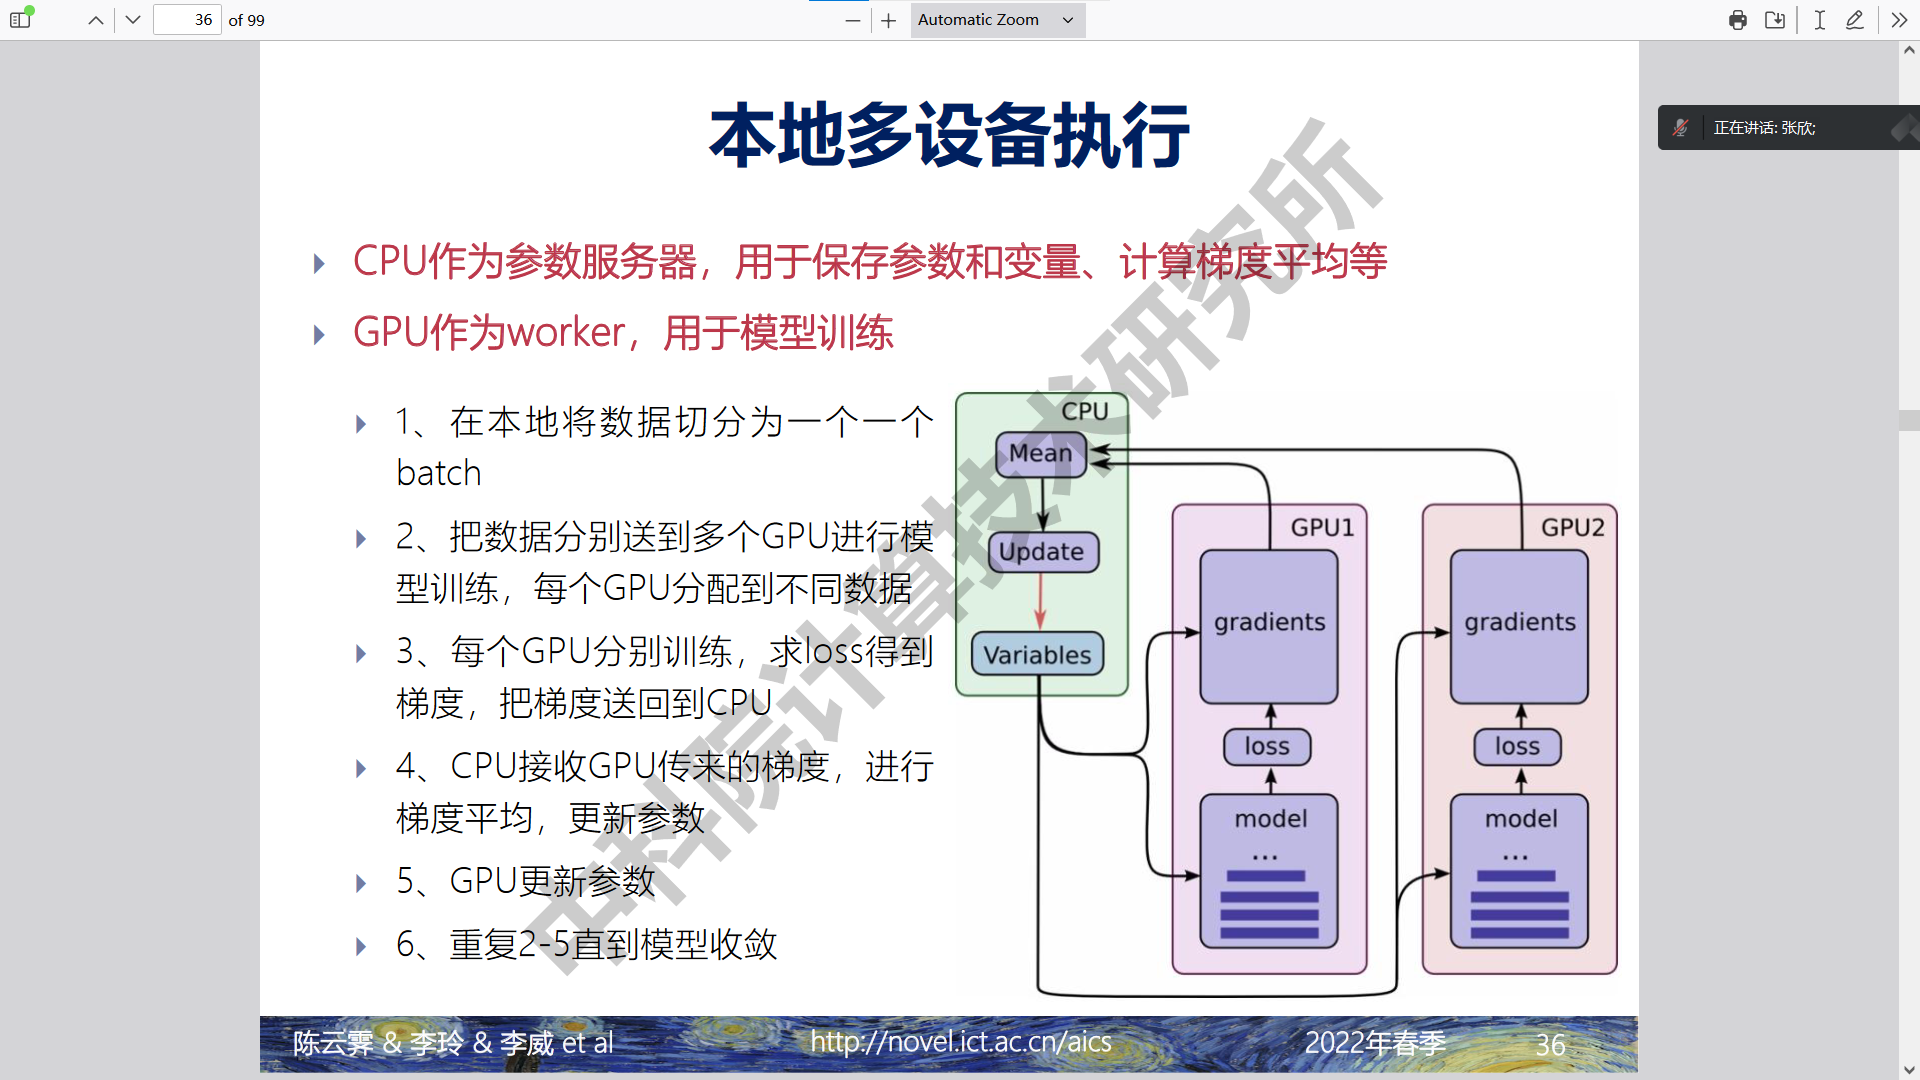 36 of 99
Automatic Zoom
正在讲话: 张欣;
本地多设备执行
CPU作为参数服务器，用于保存参数和变量、计算梯度平均等
GPU作为worker，用于模型训练
1、在本地将数据切分为一个一个
batch
2、把数据分别送到多个GPU进行模
型训练，每个GPU分配到不同数据
3、每个GPU分别训练，求loss得到
梯度，把梯度送回到CPU
4、CPU接收GPU传来的梯度，进行
梯度平均，更新参数
5、GPU更新参数
6、重复2-5直到模型收敛
CPU
Mean
Update
Variables
GPU1
gradients
loss
model
...
GPU2
gradients
loss
model
...
中科院计算技术研究所
陈云霁 & 李玲 & 李威 et al
http://novel.ict.ac.cn/aics
2022年春季
36